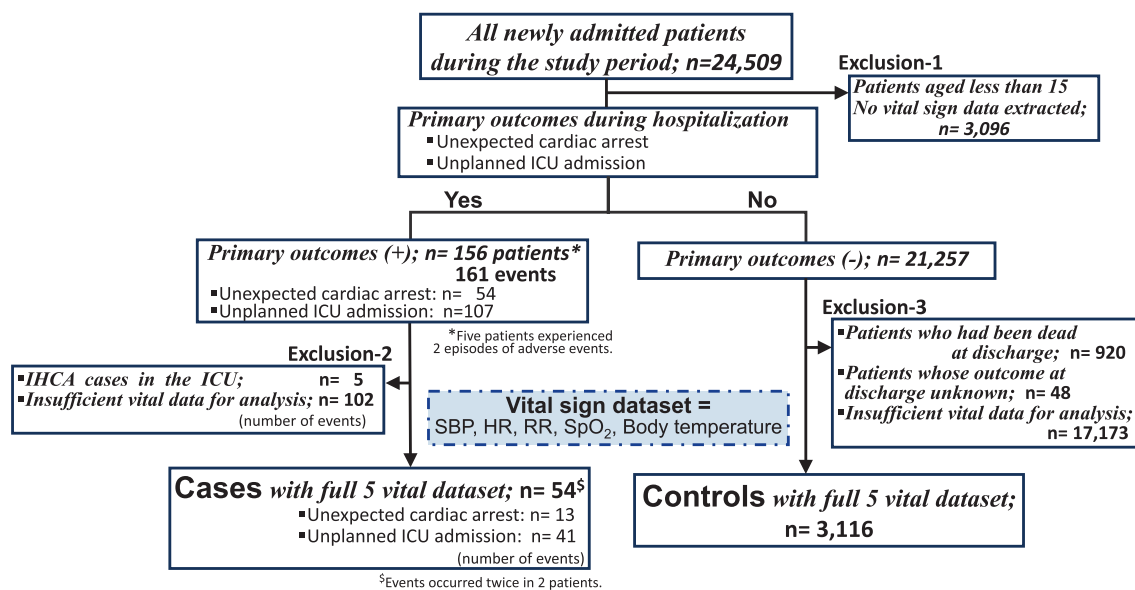 All newly admitted patients
during the study period; n=24,509
Exclusion-1
Patients aged less than 15
No vital sign data extracted;
n= 3,096
Primary outcomes during hospitalization
▪Unexpected cardiac arrest
▪Unplanned ICU admission
Yes
No
Primary outcomes (+); n= 156 patients*
161 events
▪Unexpected cardiac arrest: n= 54
▪Unplanned ICU admission: n=107
*Five patients experienced
2 episodes of adverse events.
Primary outcomes (-); n= 21,257
Exclusion-2
▪IHCA cases in the ICU; n= 5
▪Insufficient vital data for analysis; n= 102
(number of events)
Exclusion-3
▪Patients who had been dead
at discharge; n= 920
▪Patients whose outcome at
discharge unknown; n= 48
▪Insufficient vital data for analysis;
n= 17,173
Vital sign dataset =
SBP, HR, RR, SpO2, Body temperature
Cases with full 5 vital dataset; n= 54$
▪Unexpected cardiac arrest: n= 13
▪Unplanned ICU admission: n= 41
(number of events)
$Events occurred twice in 2 patients.
Controls with full 5 vital dataset;
n= 3,116